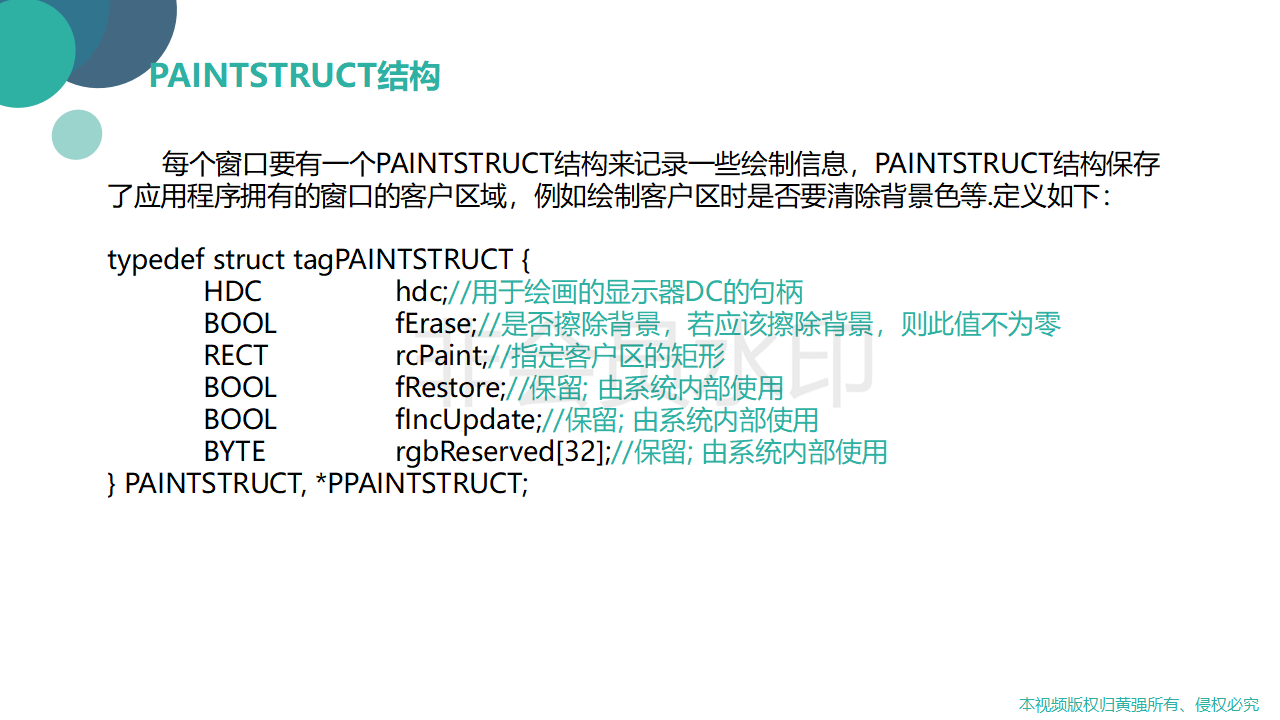 PAINTSTRUCT结构
每个窗口要有一个PAINTSTRUCT结构来记录一些绘制信息，PAINTSTRUCT结构保存
了应用程序拥有的窗口的客户区域，例如绘制客户区时是否要清除背景色等.定义如下：
typedef struct tagPAINTSTRUCT {
HDC hdc;//用于绘画的显示器DC的句柄
BOOL fErase;//是否擦除背景，若应该擦除背景，则此值不为零
RECT rcPaint;//指定客户区的矩形
BOOL fRestore;//保留; 由系统内部使用
BOOL fIncUpdate;//保留; 由系统内部使用
BYTE rgbReserved[32];//保留; 由系统内部使用
} PAINTSTRUCT, *PPAINTSTRUCT;
非会员水印
本视频版权归黄强所有、侵权必究